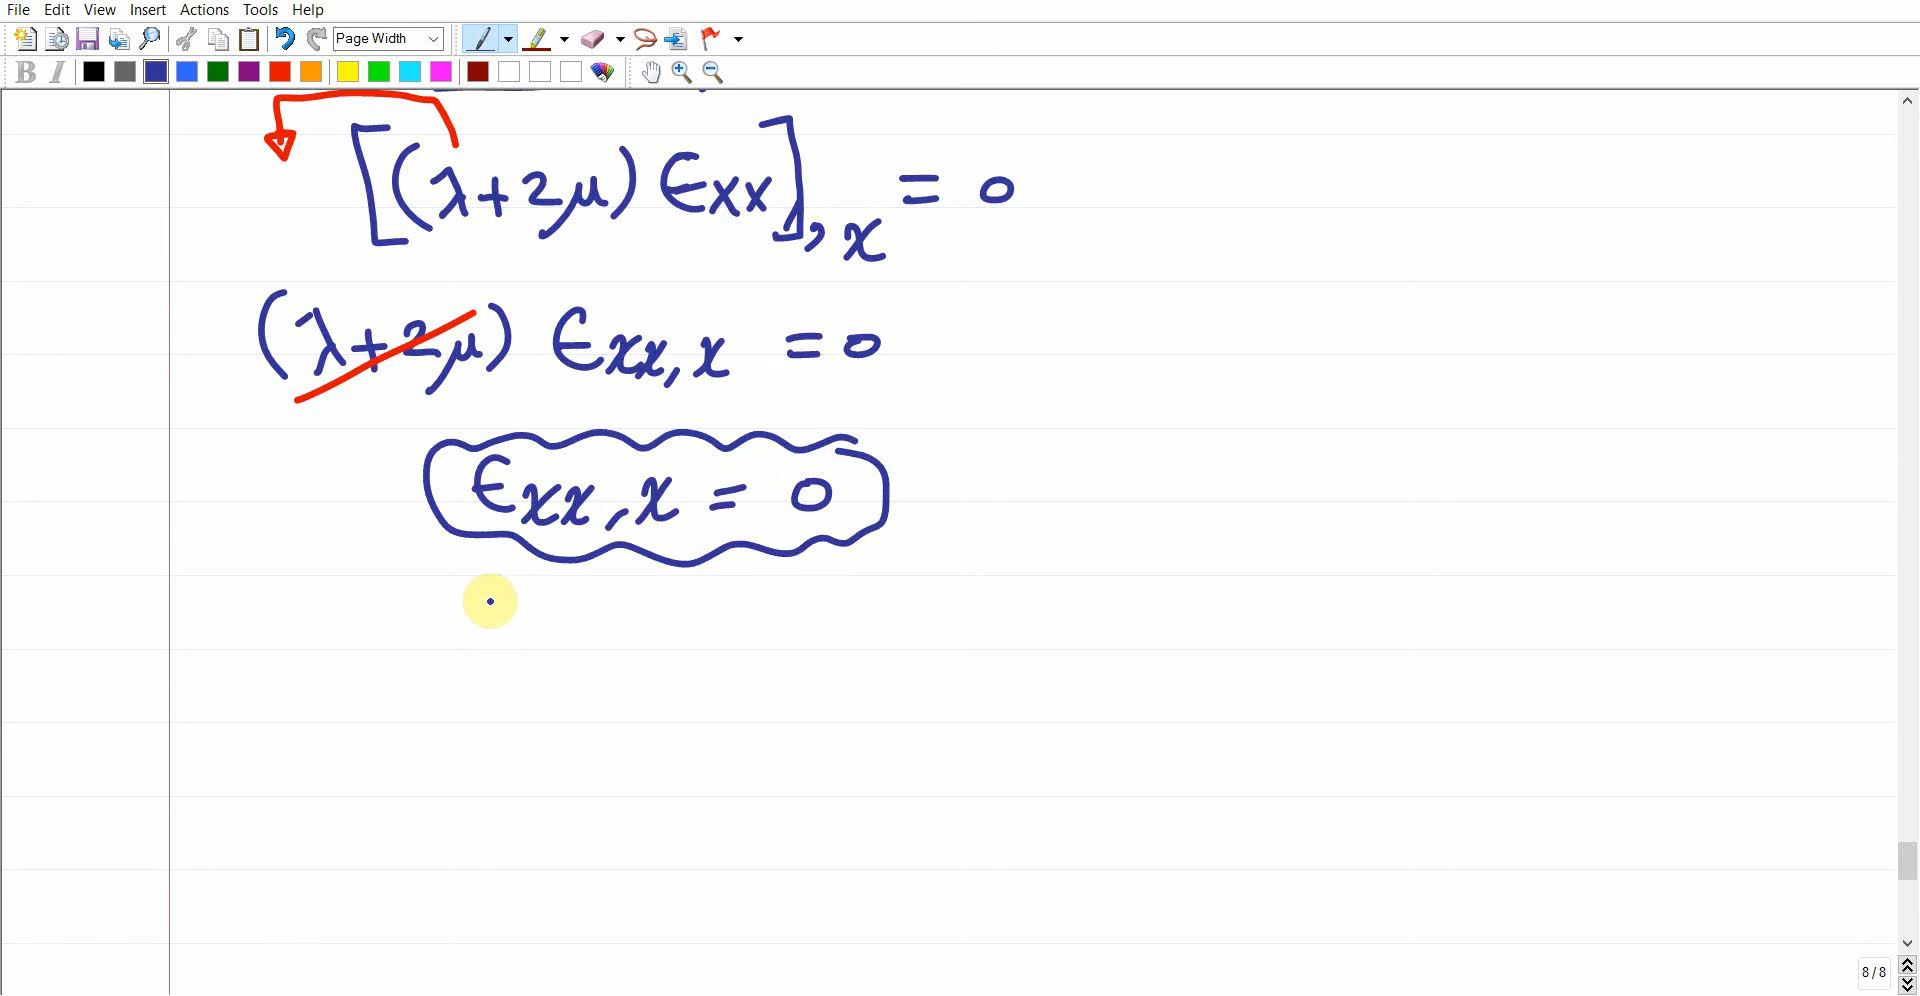 File Edit View Insert Actions Tools Help
Page Width
B I
[(λ+2μ) ϵxx],x = 0
(λ+2μ) ϵxx,x = 0
ϵxx,x = 0
8/8